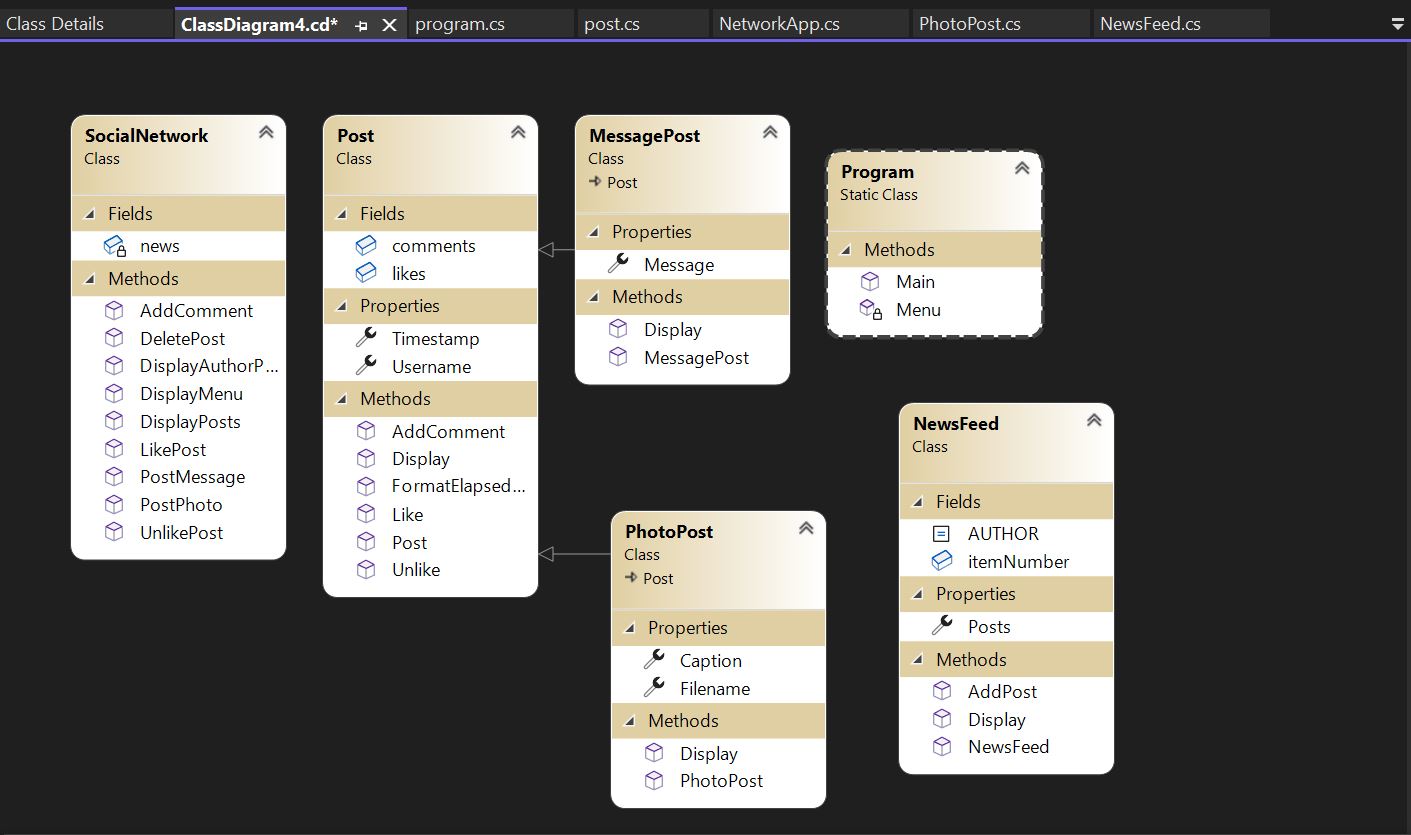 Class Details
ClassDiagram4.cd*
program.cs
post.cs
NetworkApp.cs
PhotoPost.cs
NewsFeed.cs
SocialNetwork
Class
Fields
news
Methods
AddComment
DeletePost
DisplayAuthorP...
DisplayMenu
DisplayPosts
LikePost
PostMessage
PostPhoto
UnlikePost
Post
Class
Fields
comments
likes
Properties
Timestamp
Username
Methods
AddComment
Display
FormatElapsed...
Like
Post
Unlike
MessagePost
Class
Post
Properties
Message
Methods
Display
MessagePost
Program
Static Class
Methods
Main
Menu
PhotoPost
Class
Post
Properties
Caption
Filename
Methods
Display
PhotoPost
NewsFeed
Class
Fields
AUTHOR
itemNumber
Properties
Posts
Methods
AddPost
Display
NewsFeed